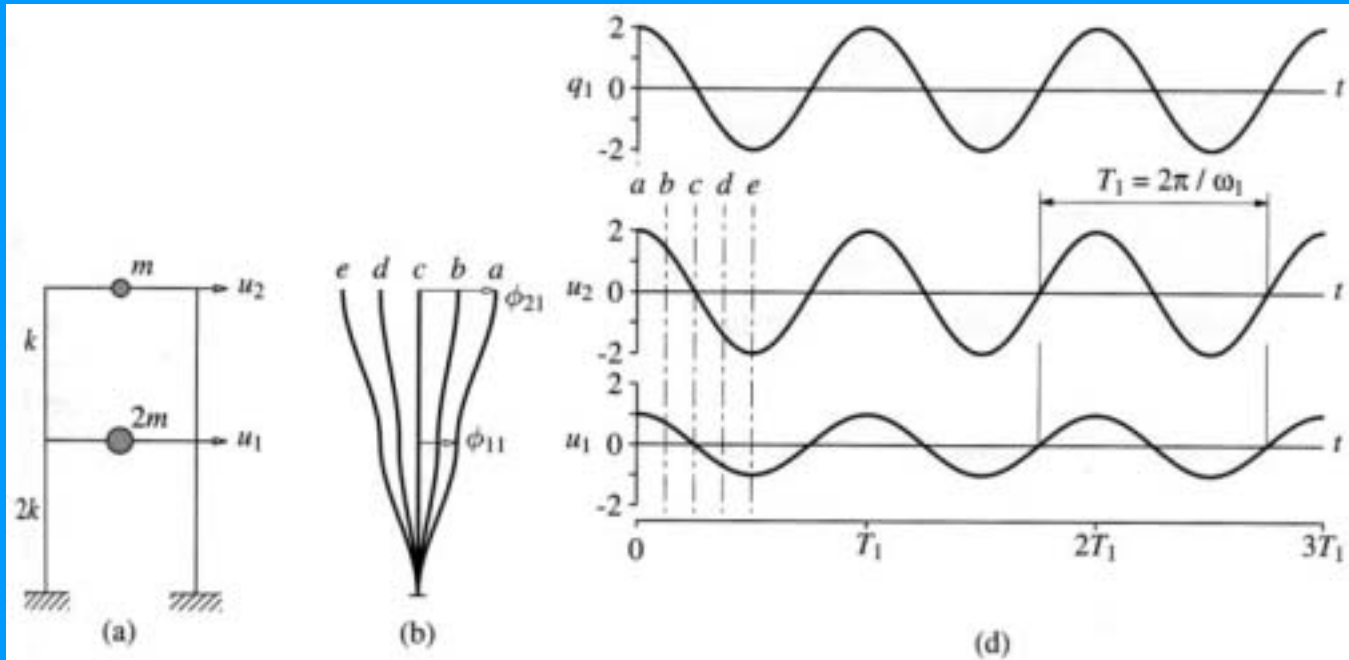 m
u₂
k
2m
u₁
2k
(a)
e d c b a
ϕ₂₁
ϕ₁₁
(b)
2
q₁ 0 t
-2
a b c d e
T₁ = 2π / ω₁
2
u₂ 0 t
-2
2
u₁ 0 t
-2
0 T₁ 2T₁ 3T₁
(d)